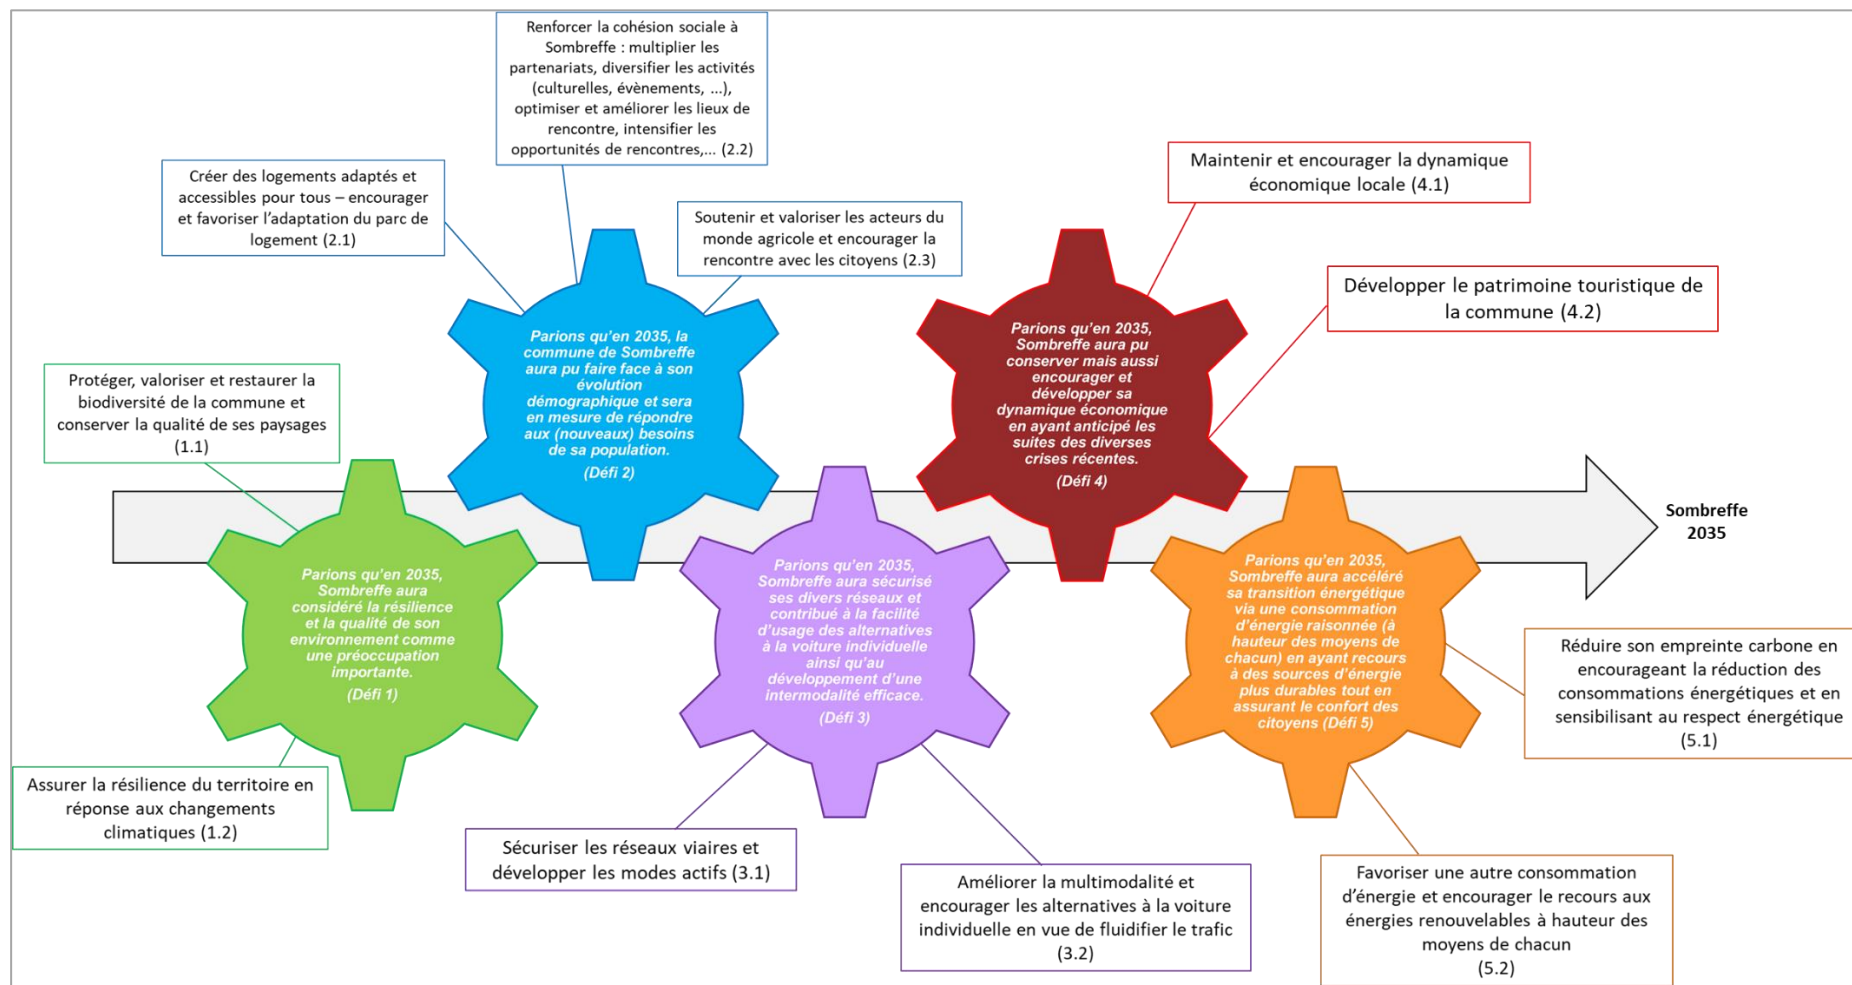 Renforcer la cohésion sociale à
Sombreffe : multiplier les
partenariats, diversifier les activités
(culturelles, évènements, ...),
optimiser et améliorer les lieux de
rencontre, intensifier les
opportunités de rencontres,... (2.2)
Créer des logements adaptés et
accessibles pour tous – encourager
et favoriser l’adaptation du parc de
logement (2.1)
Soutenir et valoriser les acteurs du
monde agricole et encourager la
rencontre avec les citoyens (2.3)
Maintenir et encourager la dynamique
économique locale (4.1)
Développer le patrimoine touristique de
la commune (4.2)
Protéger, valoriser et restaurer la
biodiversité de la commune et
conserver la qualité de ses paysages
(1.1)
Parions qu’en 2035, la
commune de Sombreffe
aura pu faire face à son
évolution
démographique et sera
en mesure de répondre
aux (nouveaux) besoins
de sa population.
(Défi 2)
Parions qu’en 2035,
Sombreffe aura pu
conserver mais aussi
encourager et
développer sa
dynamique économique
en ayant anticipé les
suites des diverses
crises récentes.
(Défi 4)
Sombreffe
2035
Parions qu’en 2035,
Sombreffe aura
considéré la résilience
et la qualité de son
environnement comme
une préoccupation
importante.
(Défi 1)
Parions qu’en 2035,
Sombreffe aura sécurisé
ses divers réseaux et
contribué à la facilité
d’usage des alternatives
à la voiture individuelle
ainsi qu’au
développement d’une
intermodalité efficace.
(Défi 3)
Parions qu’en 2035,
Sombreffe aura accéléré
sa transition énergétique
via une consommation
d’énergie raisonnée (à
hauteur des moyens de
chacun) en ayant recours
à des sources d’énergie
plus durables tout en
assurant le confort des
citoyens (Défi 5)
Réduire son empreinte carbone en
encourageant la réduction des
consommations énergétiques et en
sensibilisant au respect énergétique
(5.1)
Assurer la résilience du territoire en
réponse aux changements
climatiques (1.2)
Sécuriser les réseaux viaires et
développer les modes actifs (3.1)
Améliorer la multimodalité et
encourager les alternatives à la voiture
individuelle en vue de fluidifier le trafic
(3.2)
Favoriser une autre consommation
d’énergie et encourager le recours aux
énergies renouvelables à hauteur des
moyens de chacun
(5.2)